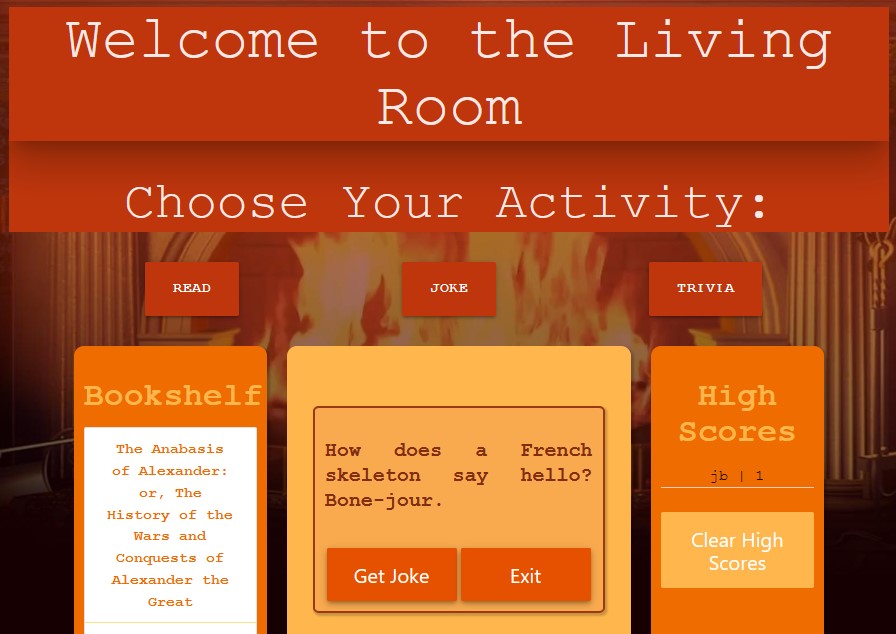 Welcome to the Living
Room
Choose Your Activity:
READ
JOKE
TRIVIA
Bookshelf
The Anabasis
of Alexander:
or, The
History of the
Wars and
Conquests of
Alexander the
Great
How does a French
skeleton say hello?
Bone-jour.
Get Joke
Exit
High
Scores
jb | 1
Clear High
Scores